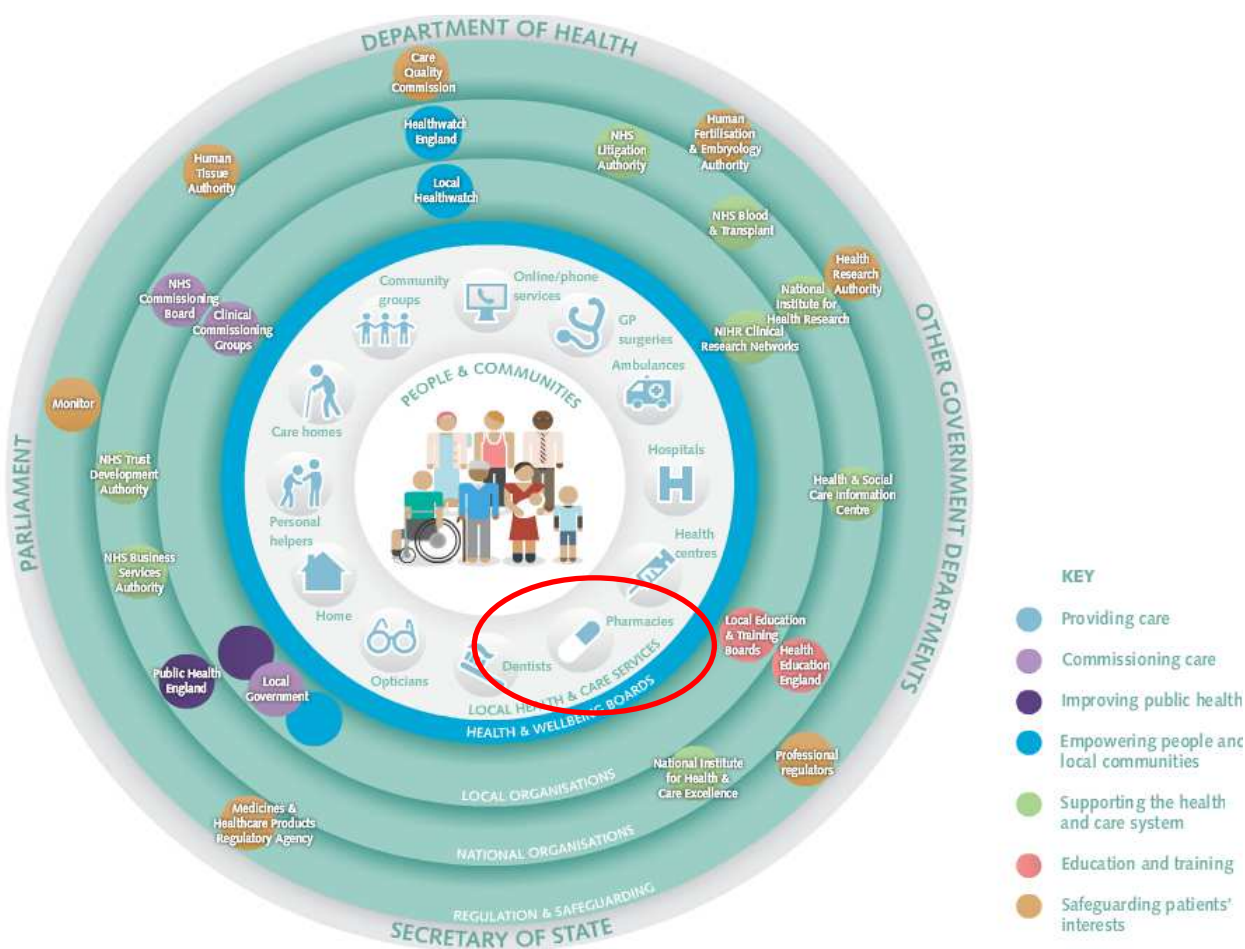 DEPARTMENT OF HEALTH
Care
Quality
Commission
Healthwatch
England
Local
Healthwatch
NHS
Litigation
Authority
Human
Fertilisation
& Embryology
Authority
Human
Tissue
Authority
NHS Blood
& Transplant
Health
Research
Authority
National
Institute for
Health Research
NIHR Clinical
Research Networks
NHS
Commissioning
Board
Clinical
Commissioning
Groups
OTHER GOVERNMENT DEPARTMENTS
PARLIAMENT
Monitor
NHS Trust
Development
Authority
NHS Business
Services
Authority
Community
groups
Online/phone
services
GP
surgeries
Ambulances
Hospitals
Health
centres
Pharmacies
Dentists
Opticians
Home
Personal
helpers
Care homes
PEOPLE & COMMUNITIES
LOCAL HEALTH & CARE SERVICES
HEALTH & WELLBEING BOARDS
Health & Social
Care Information
Centre
Local Education
& Training
Boards
Health
Education
England
Public Health
England
Local
Government
National Institute
for Health &
Care Excellence
Professional
regulators
Medicines &
Healthcare Products
Regulatory Agency
LOCAL ORGANISATIONS
NATIONAL ORGANISATIONS
REGULATION & SAFEGUARDING
SECRETARY OF STATE
KEY
Providing care
Commissioning care
Improving public health
Empowering people and
local communities
Supporting the health
and care system
Education and training
Safeguarding patients'
interests